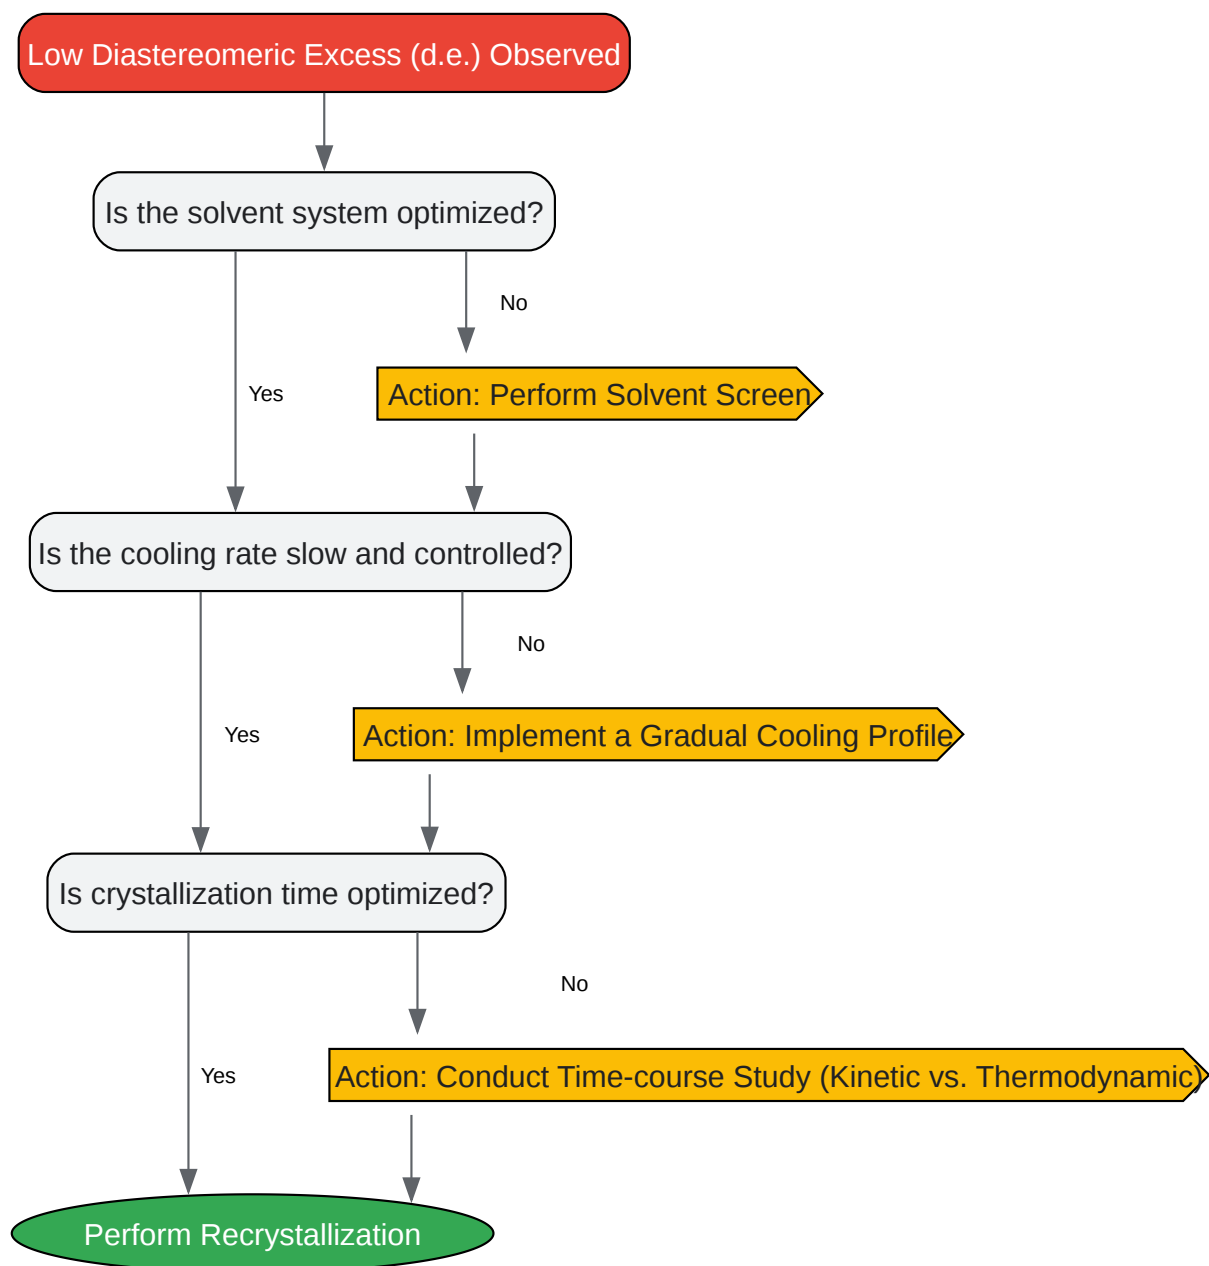 Low Diastereomeric Excess (d.e.) Observed
Is the solvent system optimized?
No
Yes
Action: Perform Solvent Screen
Is the cooling rate slow and controlled?
No
Yes
Action: Implement a Gradual Cooling Profile
Is crystallization time optimized?
No
Yes
Action: Conduct Time-course Study (Kinetic vs. Thermodynamic)
Perform Recrystallization